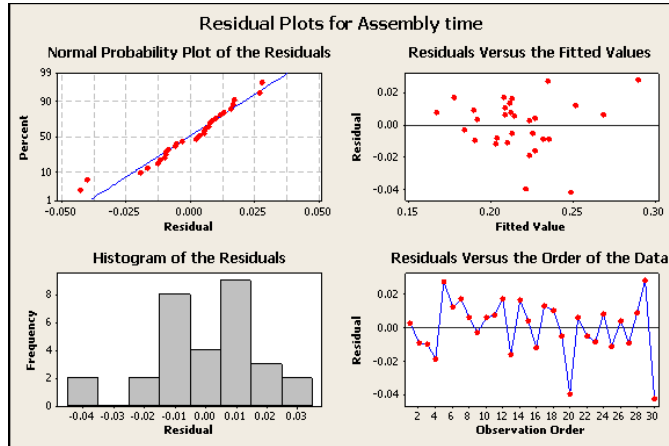 Residual Plots for Assembly time
Normal Probability Plot of the Residuals
99
90
50
10
1
Percent
-0.050
-0.025
0.000
0.025
0.050
Residual
Residuals Versus the Fitted Values
0.02
0.00
-0.02
-0.04
Residual
0.15
0.20
0.25
0.30
Fitted Value
Histogram of the Residuals
8
6
4
2
0
Frequency
-0.04 -0.03 -0.02 -0.01 0.00 0.01 0.02 0.03
Residual
Residuals Versus the Order of the Data
0.02
0.00
-0.02
-0.04
Residual
2 4 6 8 10 12 14 16 18 20 22 24 26 28 30
Observation Order